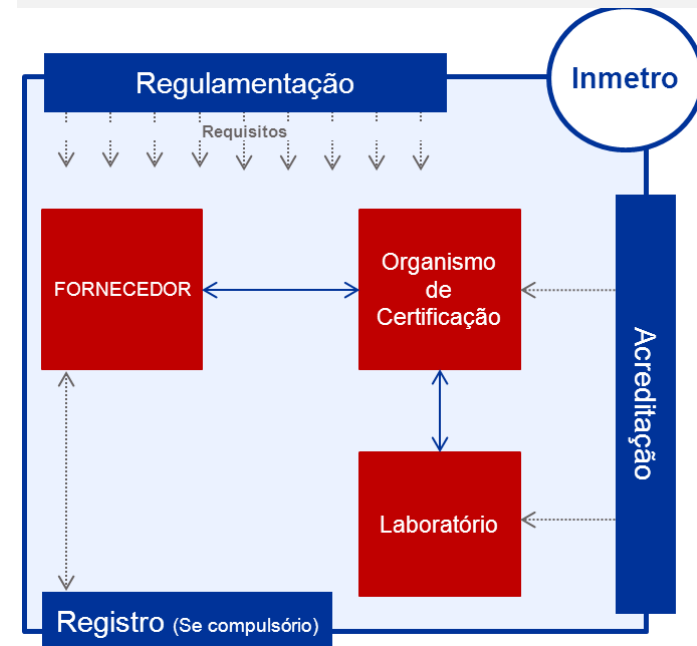 Regulamentação
Inmetro
Requisitos
FORNECEDOR
Organismo
de
Certificação
Acreditação
Laboratório
Registro (Se compulsório)